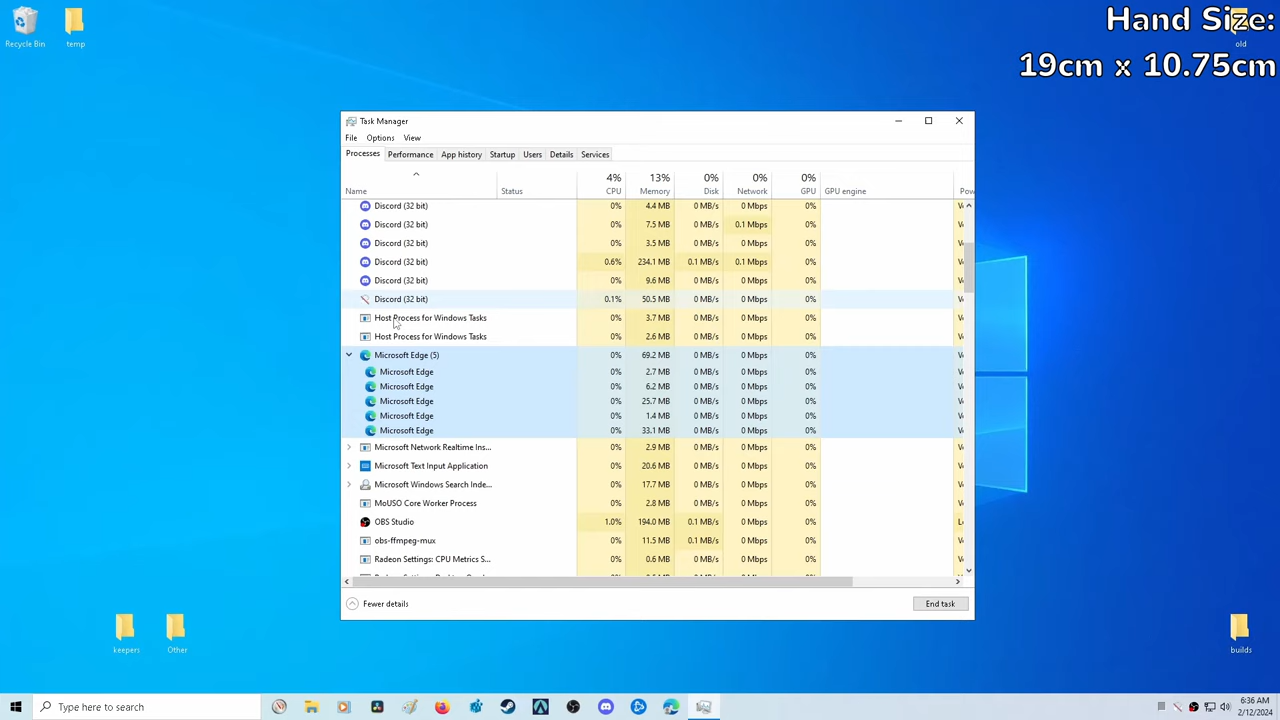 Hand Size:
19cm x 10.75cm
Recycle Bin
temp
old
Task Manager
File Options View
Processes Performance App history Startup Users Details Services
4% 13% 0% 0% 0%
Name Status CPU Memory Disk Network GPU GPU engine Pow
Discord (32 bit) 0% 4.4 MB 0 MB/s 0 Mbps 0% V
Discord (32 bit) 0% 7.5 MB 0 MB/s 0.1 Mbps 0% V
Discord (32 bit) 0% 3.5 MB 0 MB/s 0 Mbps 0% V
Discord (32 bit) 0.6% 234.1 MB 0.1 MB/s 0.1 Mbps 0% V
Discord (32 bit) 0% 9.6 MB 0 MB/s 0 Mbps 0% V
Discord (32 bit) 0.1% 50.5 MB 0 MB/s 0 Mbps 0% V
Host Process for Windows Tasks 0% 3.7 MB 0 MB/s 0 Mbps 0% V
Host Process for Windows Tasks 0% 2.6 MB 0 MB/s 0 Mbps 0% V
Microsoft Edge (5) 0% 69.2 MB 0 MB/s 0 Mbps 0% V
Microsoft Edge 0% 2.7 MB 0 MB/s 0 Mbps 0% V
Microsoft Edge 0% 6.2 MB 0 MB/s 0 Mbps 0% V
Microsoft Edge 0% 25.7 MB 0 MB/s 0 Mbps 0% V
Microsoft Edge 0% 1.4 MB 0 MB/s 0 Mbps 0% V
Microsoft Edge 0% 33.1 MB 0 MB/s 0 Mbps 0% V
Microsoft Network Realtime Ins... 0% 2.9 MB 0 MB/s 0 Mbps 0% V
Microsoft Text Input Application 0% 20.6 MB 0 MB/s 0 Mbps 0% V
Microsoft Windows Search Inde... 0% 17.7 MB 0 MB/s 0 Mbps 0% V
MoUSO Core Worker Process 0% 2.8 MB 0 MB/s 0 Mbps 0% V
OBS Studio 1.0% 194.0 MB 0.1 MB/s 0 Mbps 0% L
obs-ffmpeg-mux 0% 11.5 MB 0.1 MB/s 0 Mbps 0% V
Radeon Settings: CPU Metrics S... 0% 0.6 MB 0 MB/s 0 Mbps 0% V
Fewer details End task
keepers
Other
builds
Type here to search
6:36 AM
2/12/2024